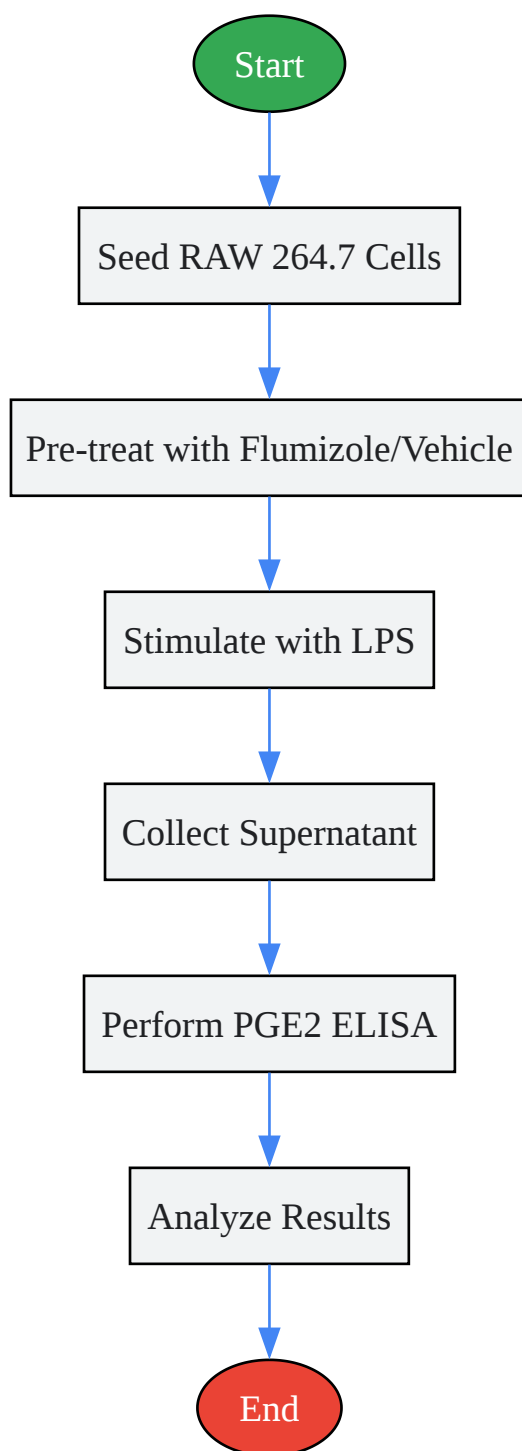 Start
Seed RAW 264.7 Cells
Pre-treat with Flumizole/Vehicle
Stimulate with LPS
Collect Supernatant
Perform PGE2 ELISA
Analyze Results
End